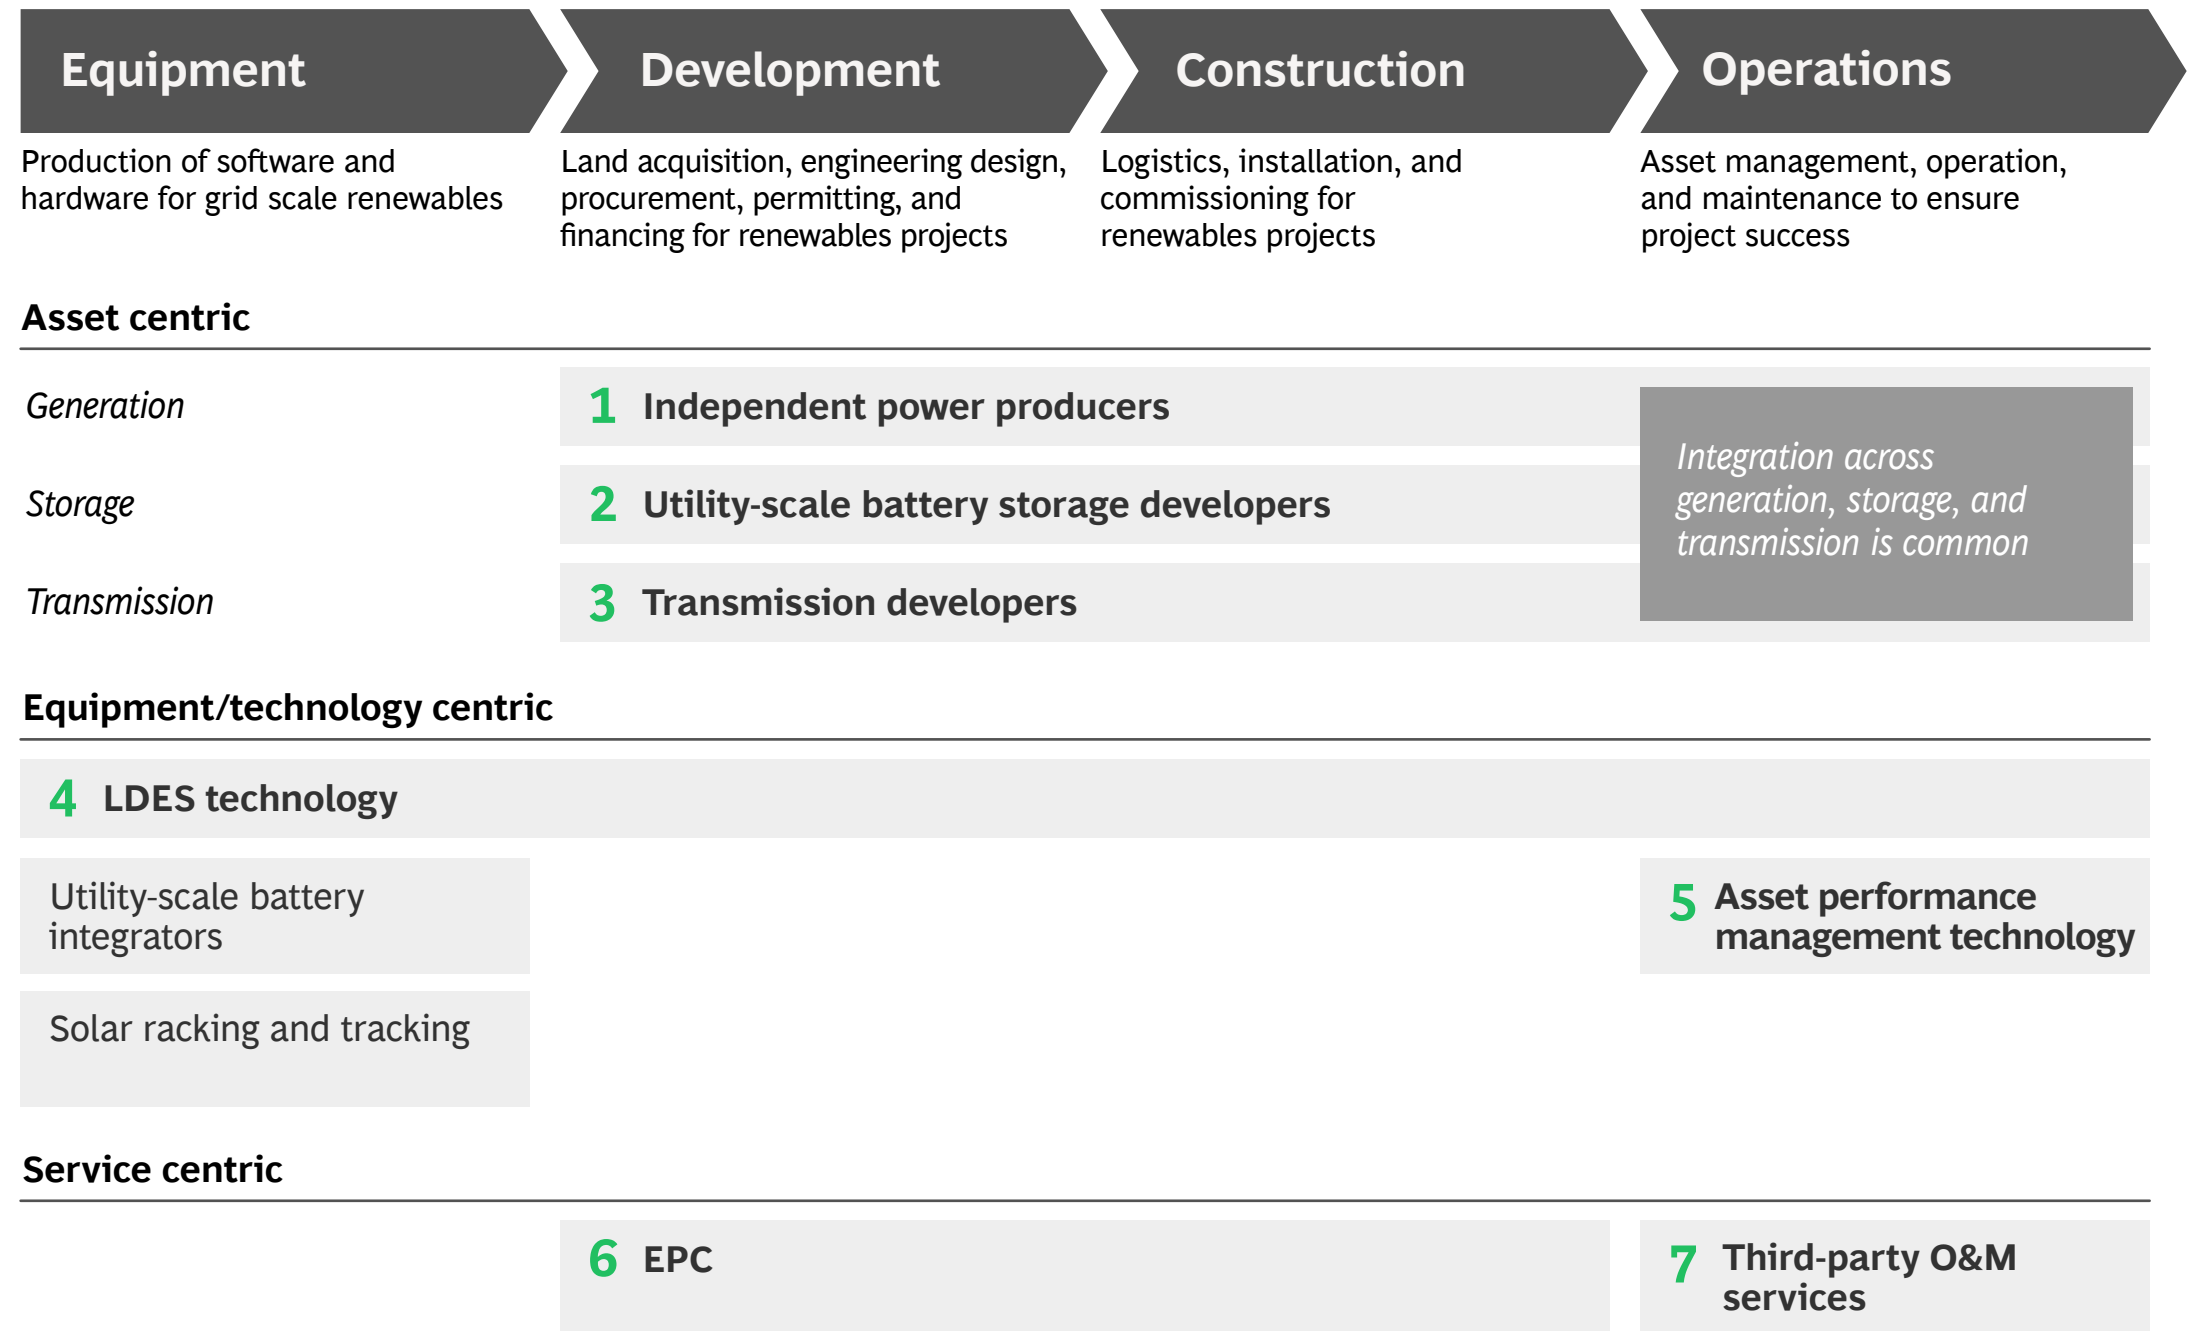 Equipment
Development
Construction
Operations
Production of software and
hardware for grid scale renewables
Land acquisition, engineering design,
procurement, permitting, and
financing for renewables projects
Logistics, installation, and
commissioning for
renewables projects
Asset management, operation,
and maintenance to ensure
project success
Asset centric
Generation
1 Independent power producers
Storage
2 Utility-scale battery storage developers
Transmission
3 Transmission developers
Integration across
generation, storage, and
transmission is common
Equipment/technology centric
4 LDES technology
Utility-scale battery
integrators
5 Asset performance
management technology
Solar racking and tracking
Service centric
6 EPC
7 Third-party O&M
services